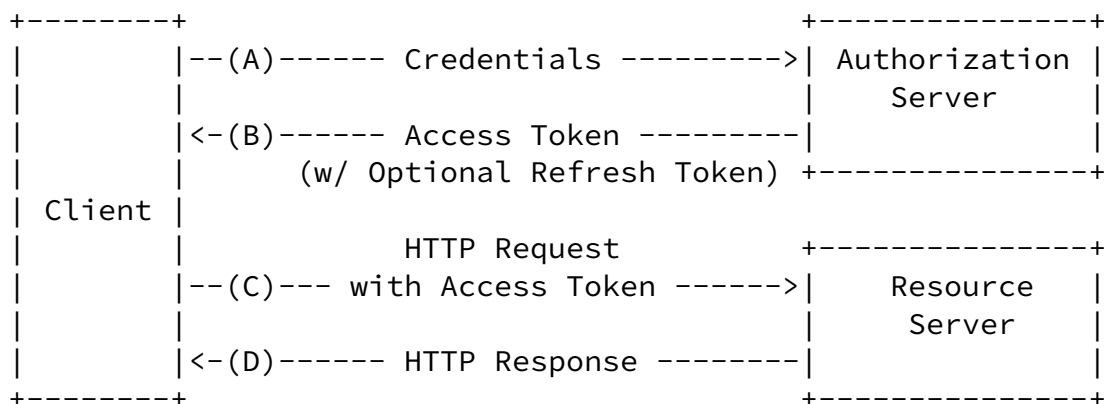 +--------+                                  +---------------+
|        |--(A)------ Credentials --------->| Authorization |
|        |                                  |    Server     |
|        |<-(B)------ Access Token ---------|               |
|        |      (w/ Optional Refresh Token) +---------------+
| Client |
|        |            HTTP Request          +---------------+
|        |--(C)--- with Access Token ------>|    Resource   |
|        |                                  |     Server    |
|        |<-(D)------ HTTP Response --------|               |
+--------+                                  +---------------+